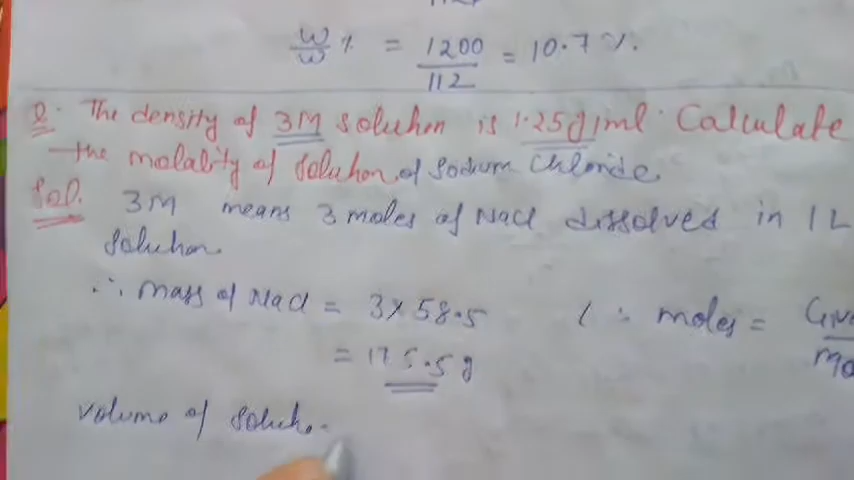 w/w % = 1200/112 = 10.7 %.
Q. The density of 3M solution is 1.25g/ml. Calculate
the molality of solution of Sodium Chloride.
Sol. 3M means 3 moles of NaCl dissolved in 1L
solution.
∴ mass of NaCl = 3 x 58.5 ( ∵ moles =
= 175.5 g
volume of solution